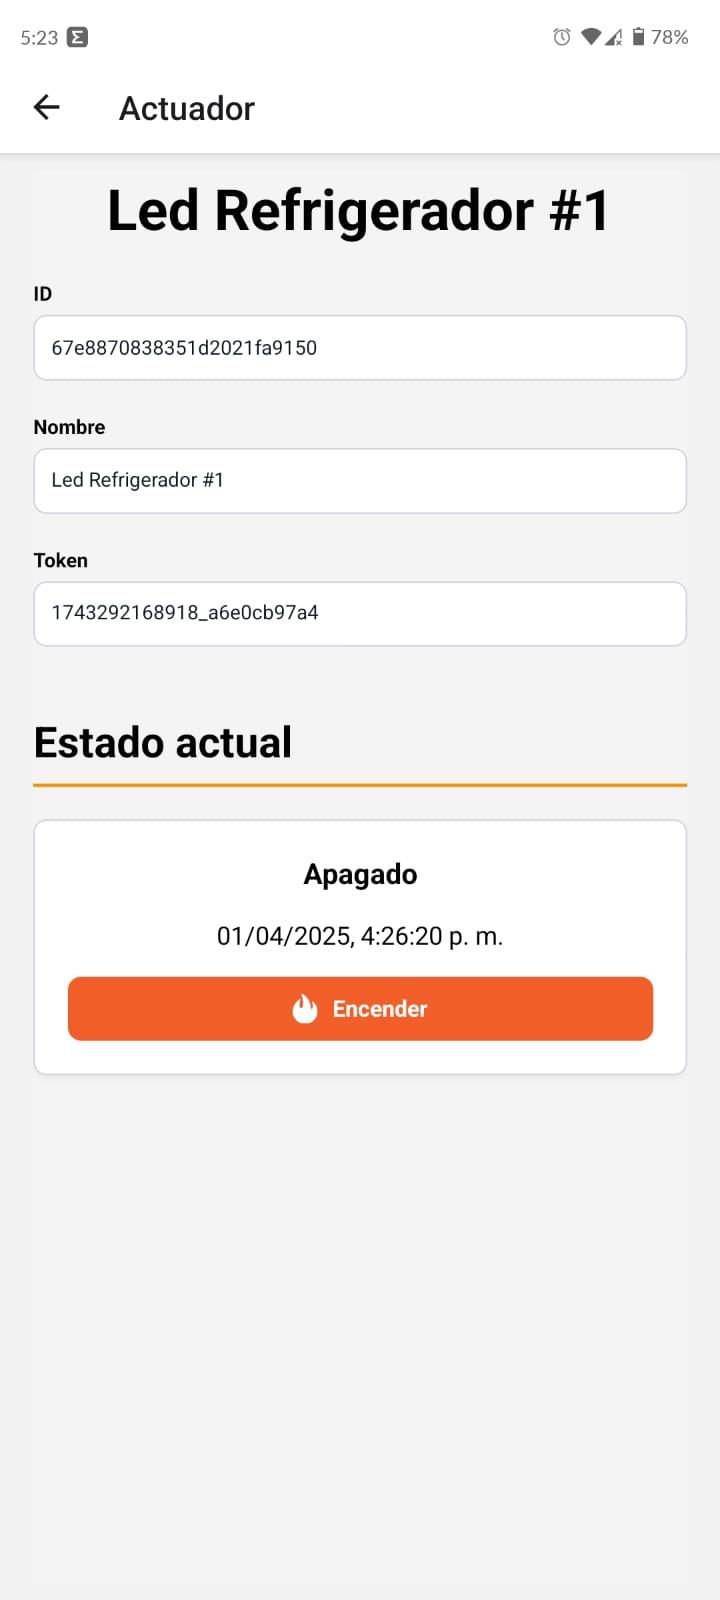 5:23 Σ 78%
Actuador
Led Refrigerador #1
ID
67e8870838351d2021fa9150
Nombre
Led Refrigerador #1
Token
1743292168918_a6e0cb97a4
Estado actual
Apagado
01/04/2025, 4:26:20 p. m.
Encender